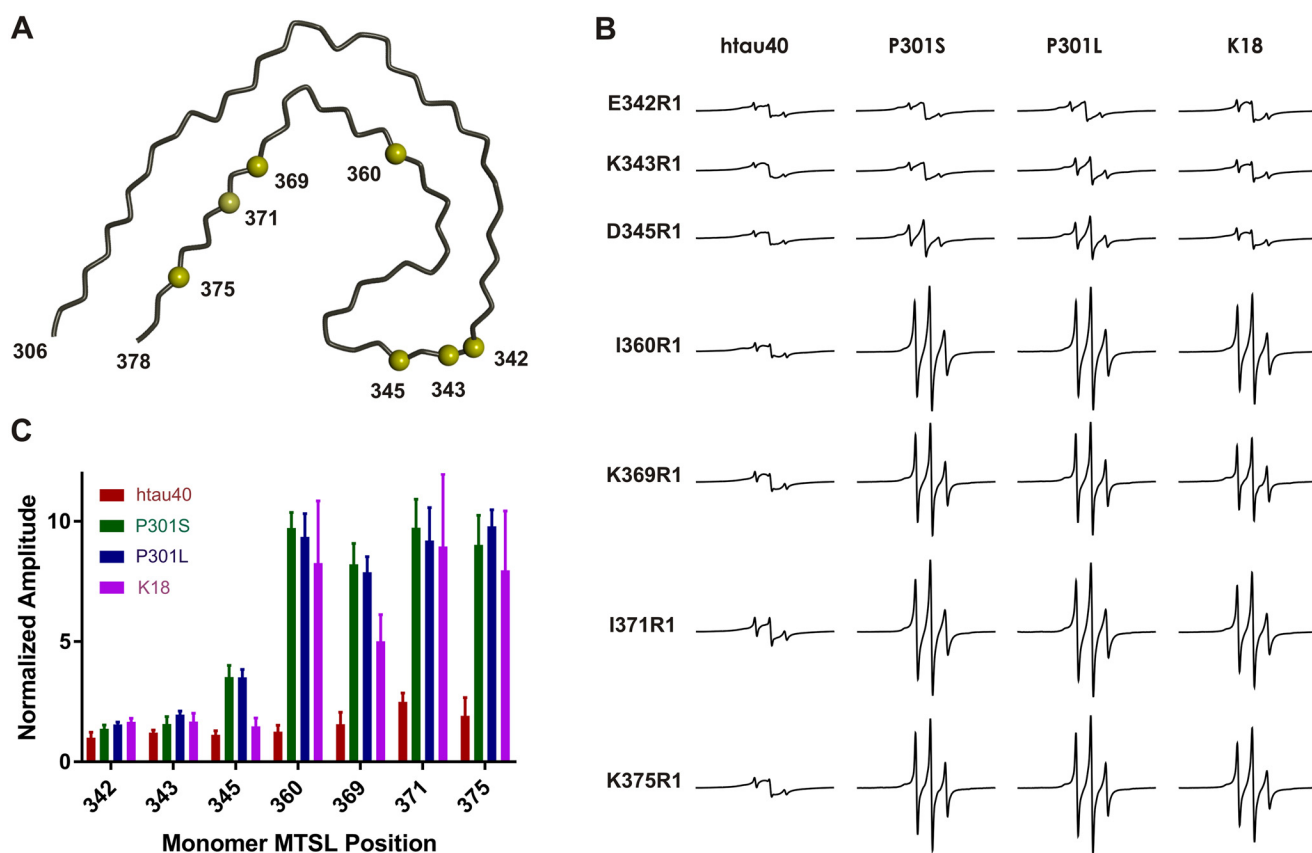 A
369
360
371
375
306
378
345
343
342
B
htau40
P301S
P301L
K18
E342R1
K343R1
D345R1
I360R1
K369R1
I371R1
K375R1
C
Normalized Amplitude
10
5
0
htau40
P301S
P301L
K18
342
343
345
360
369
371
375
Monomer MTSL Position